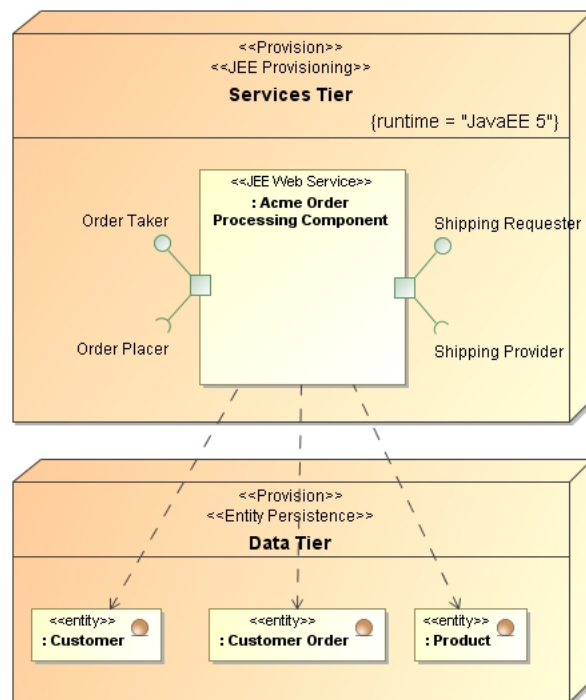 <<Provision>>
<<JEE Provisioning>>
Services Tier
{runtime = "JavaEE 5"}
<<JEE Web Service>>
: Acme Order
Processing Component
Order Taker
Shipping Requester
Order Placer
Shipping Provider
<<Provision>>
<<Entity Persistence>>
Data Tier
<<entity>>
: Customer
<<entity>>
: Customer Order
<<entity>>
: Product